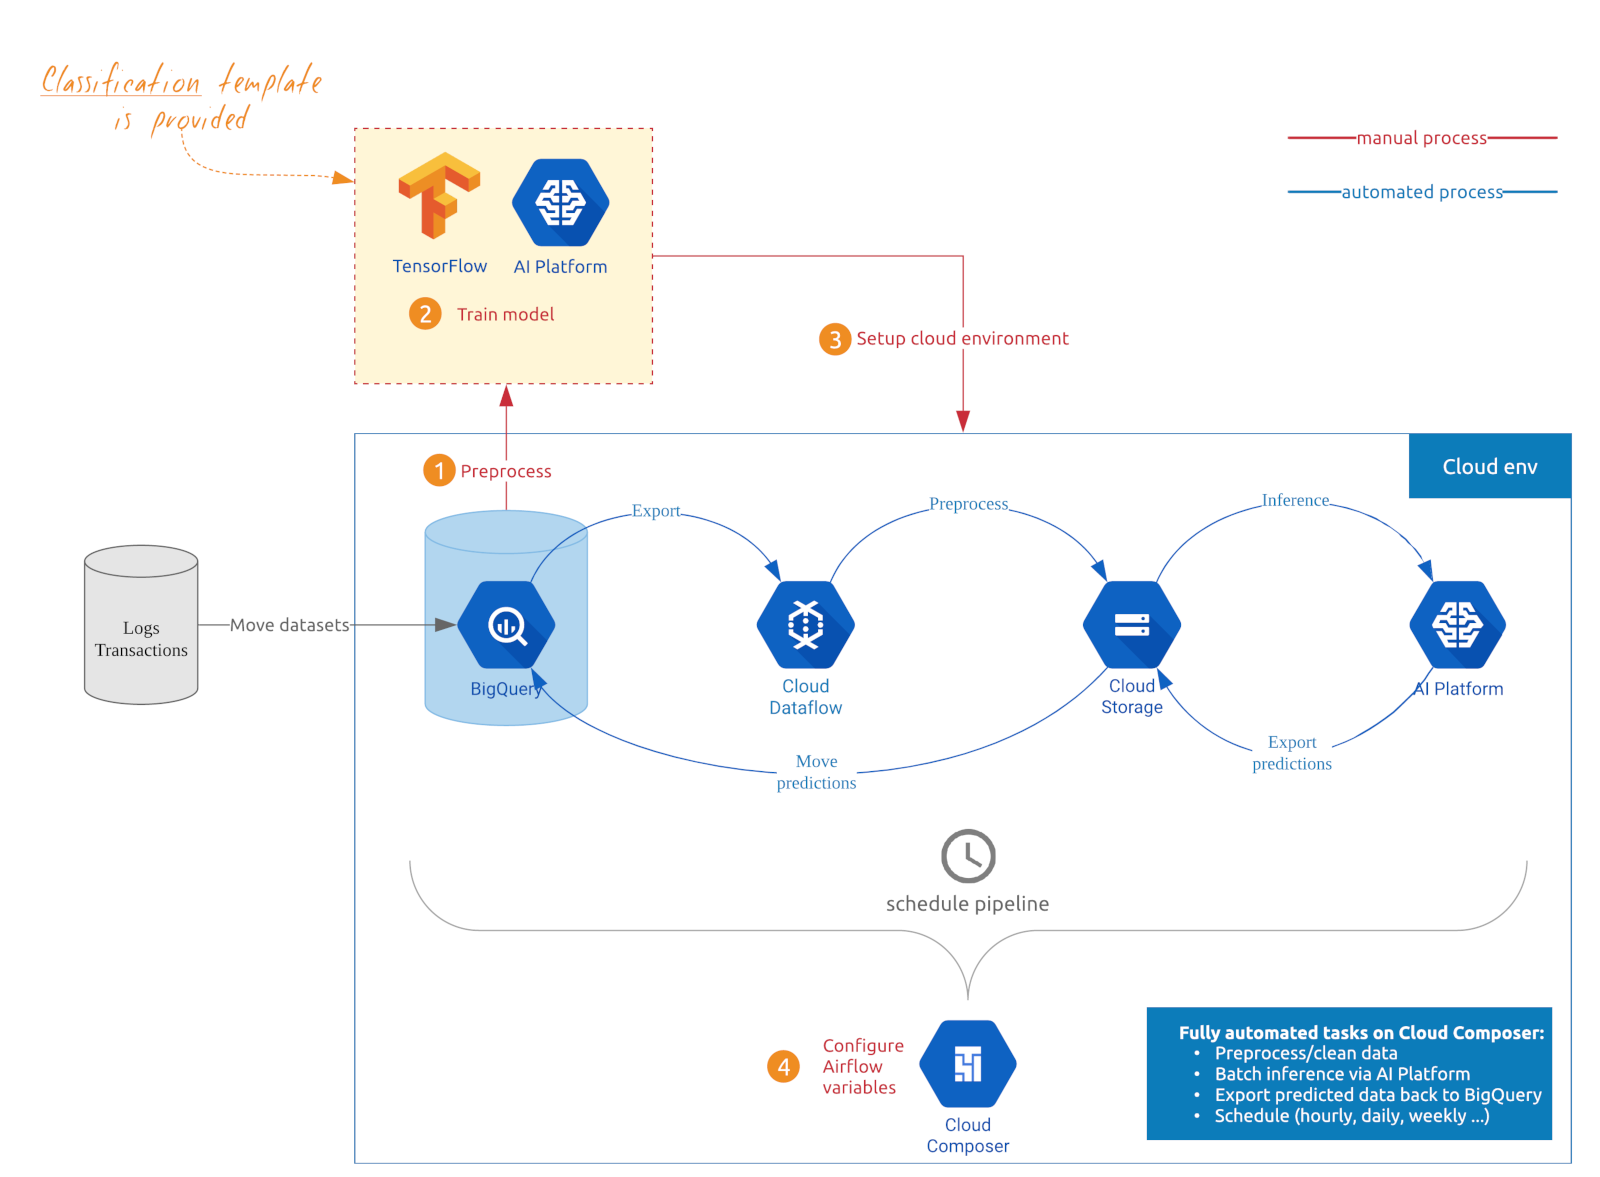 Classification template
is provided
manual process
automated process
TensorFlow
AI Platform
2
Train model
3
Setup cloud environment
1
Preprocess
Cloud env
Export
Preprocess
Inference
Logs
Transactions
Move datasets
BigQuery
Cloud
Dataflow
Cloud
Storage
AI Platform
Move
predictions
Export
predictions
schedule pipeline
4
Configure
Airflow
variables
Cloud
Composer
Fully automated tasks on Cloud Composer:
• Preprocess/clean data
• Batch inference via AI Platform
• Export predicted data back to BigQuery
• Schedule (hourly, daily, weekly ...)